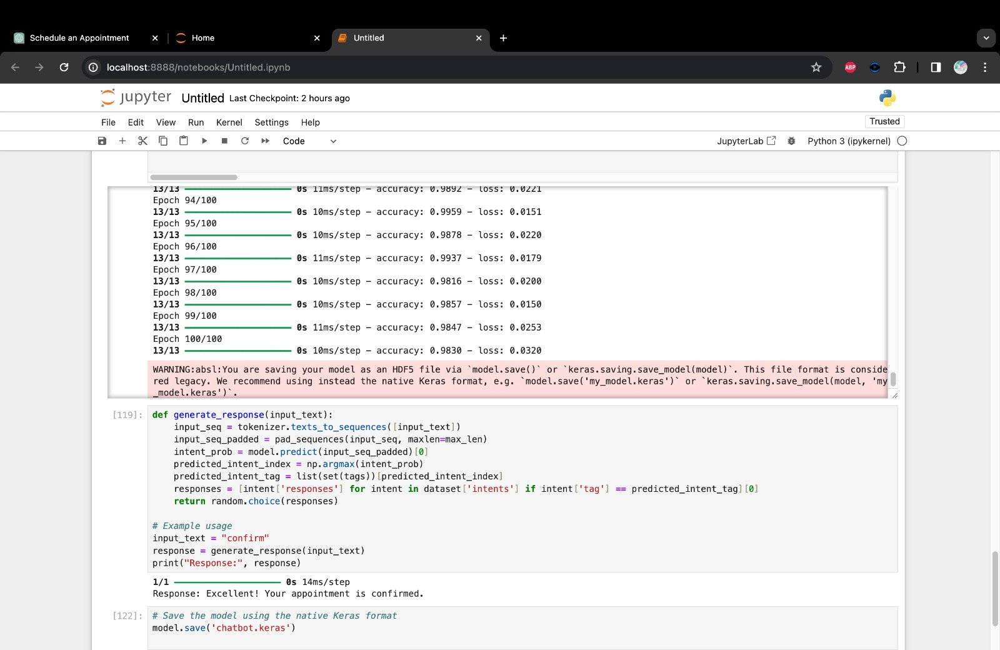 Schedule an Appointment
Home
Untitled
localhost:8888/notebooks/Untitled.ipynb
ABP
jupyter Untitled Last Checkpoint: 2 hours ago
File Edit View Run Kernel Settings Help
Trusted
Code
JupyterLab
Python 3 (ipykernel)
13/13 0s 11ms/step - accuracy: 0.9892 - loss: 0.0221
Epoch 94/100
13/13 0s 10ms/step - accuracy: 0.9959 - loss: 0.0151
Epoch 95/100
13/13 0s 10ms/step - accuracy: 0.9878 - loss: 0.0220
Epoch 96/100
13/13 0s 11ms/step - accuracy: 0.9937 - loss: 0.0179
Epoch 97/100
13/13 0s 10ms/step - accuracy: 0.9816 - loss: 0.0200
Epoch 98/100
13/13 0s 10ms/step - accuracy: 0.9857 - loss: 0.0150
Epoch 99/100
13/13 0s 11ms/step - accuracy: 0.9847 - loss: 0.0253
Epoch 100/100
13/13 0s 10ms/step - accuracy: 0.9830 - loss: 0.0320
WARNING:absl:You are saving your model as an HDF5 file via `model.save()` or `keras.saving.save_model(model)`. This file format is conside
red legacy. We recommend using instead the native Keras format, e.g. `model.save('my_model.keras')` or `keras.saving.save_model(model, 'my
_model.keras')`.
[119]: def generate_response(input_text):
    input_seq = tokenizer.texts_to_sequences([input_text])
    input_seq_padded = pad_sequences(input_seq, maxlen=max_len)
    intent_prob = model.predict(input_seq_padded)[0]
    predicted_intent_index = np.argmax(intent_prob)
    predicted_intent_tag = list(set(tags))[predicted_intent_index]
    responses = [intent['responses'] for intent in dataset['intents'] if intent['tag'] == predicted_intent_tag][0]
    return random.choice(responses)
# Example usage
input_text = "confirm"
response = generate_response(input_text)
print("Response:", response)
1/1 0s 14ms/step
Response: Excellent! Your appointment is confirmed.
[122]: # Save the model using the native Keras format
model.save('chatbot.keras')